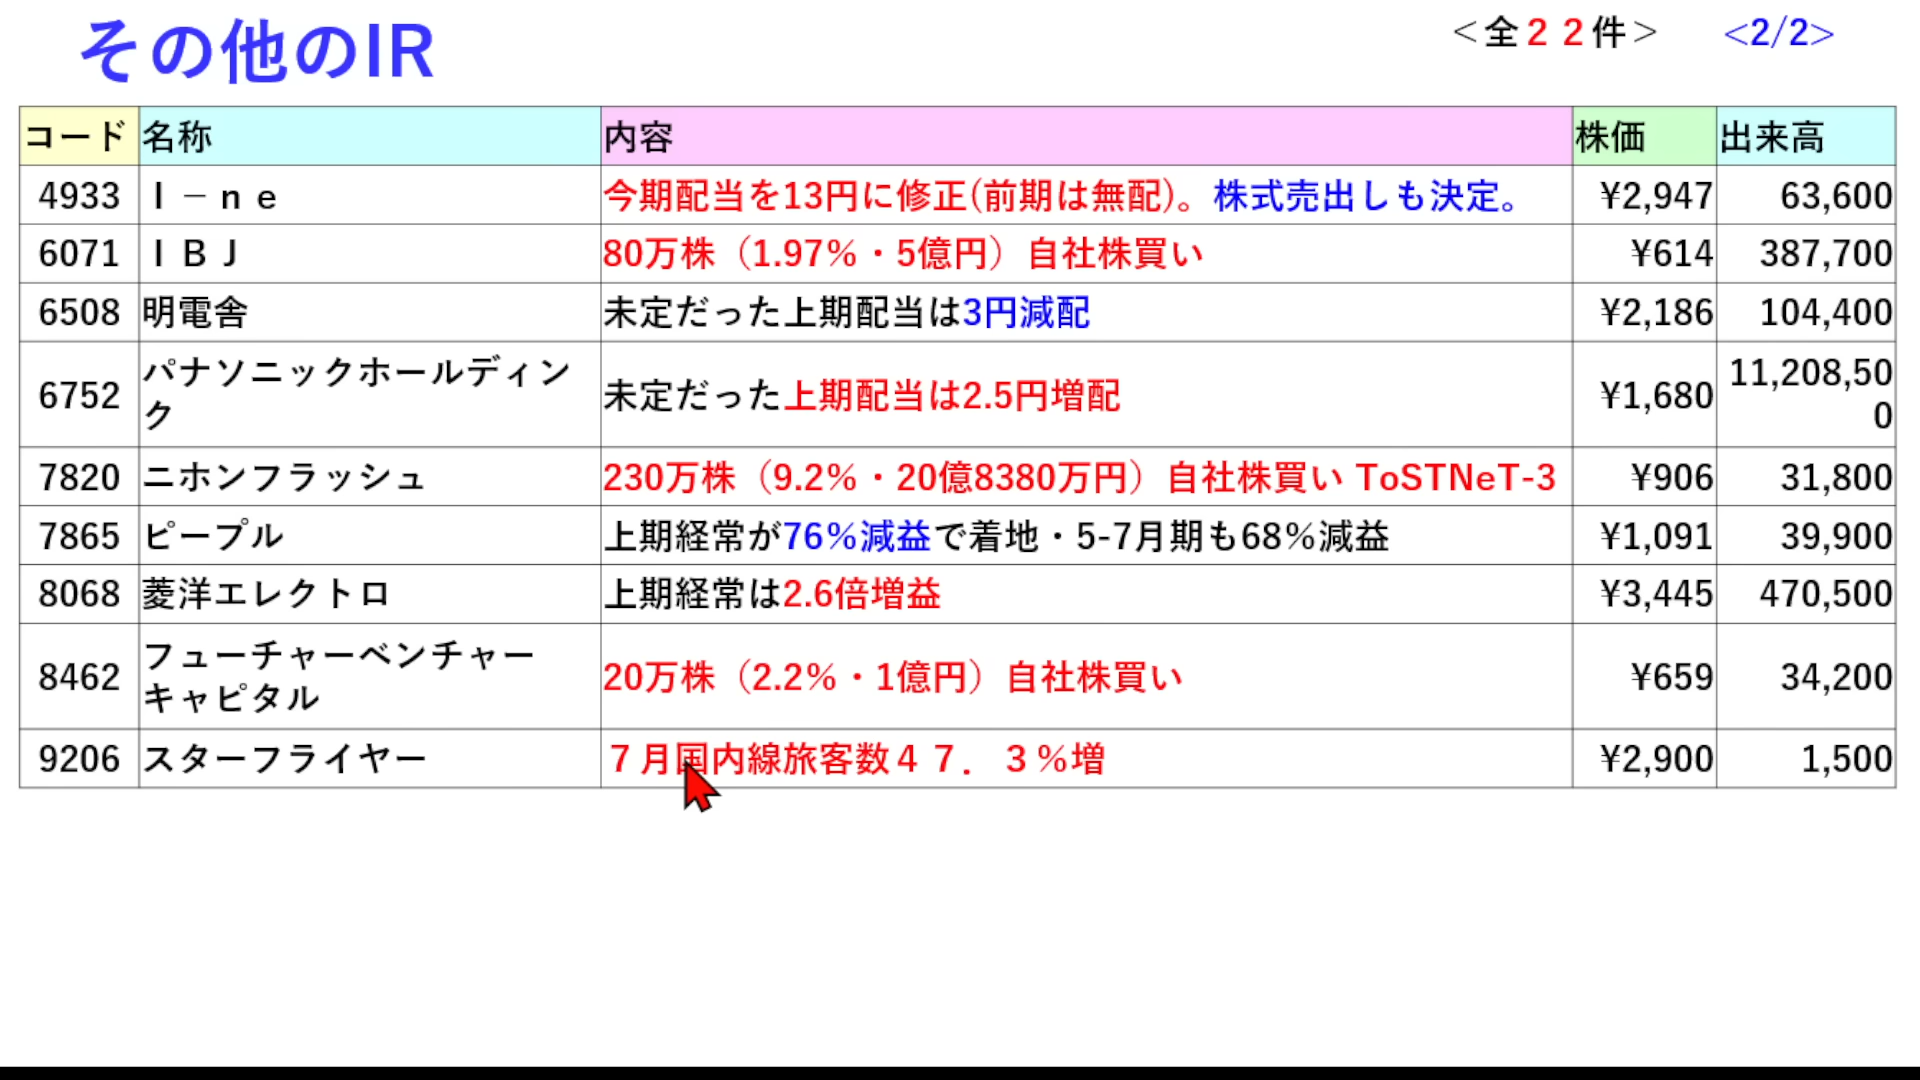 その他のIR
＜全２２件＞ <2/2>
コード 名称 内容 株価 出来高
4933 Ｉ－ｎｅ 今期配当を13円に修正(前期は無配)。株式売出しも決定。 ¥2,947 63,600
6071 ＩＢＪ 80万株（1.97%・5億円）自社株買い ¥614 387,700
6508 明電舎 未定だった上期配当は3円減配 ¥2,186 104,400
6752 パナソニックホールディン
ク 未定だった上期配当は2.5円増配 ¥1,680 11,208,50
0
7820 ニホンフラッシュ 230万株（9.2%・20億8380万円）自社株買い ToSTNeT-3 ¥906 31,800
7865 ピープル 上期経常が76%減益で着地・5-7月期も68%減益 ¥1,091 39,900
8068 菱洋エレクトロ 上期経常は2.6倍増益 ¥3,445 470,500
8462 フューチャーベンチャー
キャピタル 20万株（2.2%・1億円）自社株買い ¥659 34,200
9206 スターフライヤー ７月国内線旅客数４７．３％増 ¥2,900 1,500